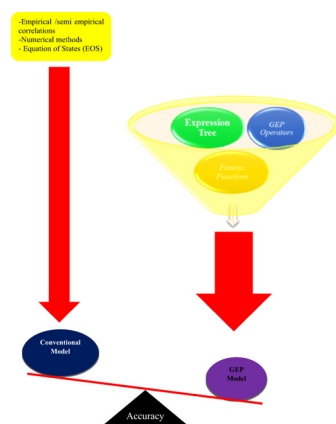 -Empirical /semi empirical
correlations
-Numerical methods
- Equation of States (EOS)
Expression
Tree
GEP
Operators
Fitness
Function
Conventional
Model
GEP
Model
Accuracy